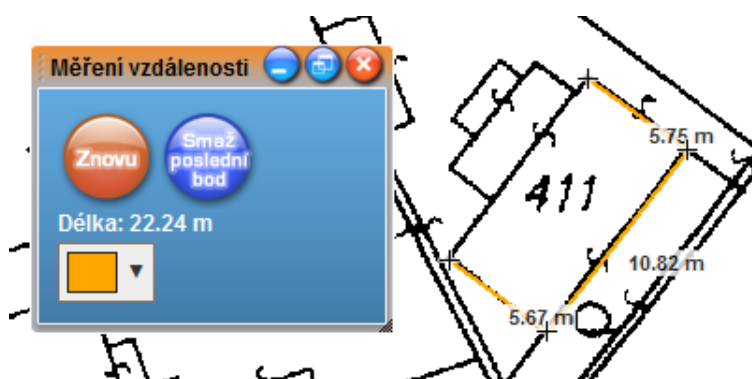 Měření vzdálenosti
Znovu
Smaž
poslední
bod
Délka: 22.24 m
5.75 m
411
10.82 m
5.67 m